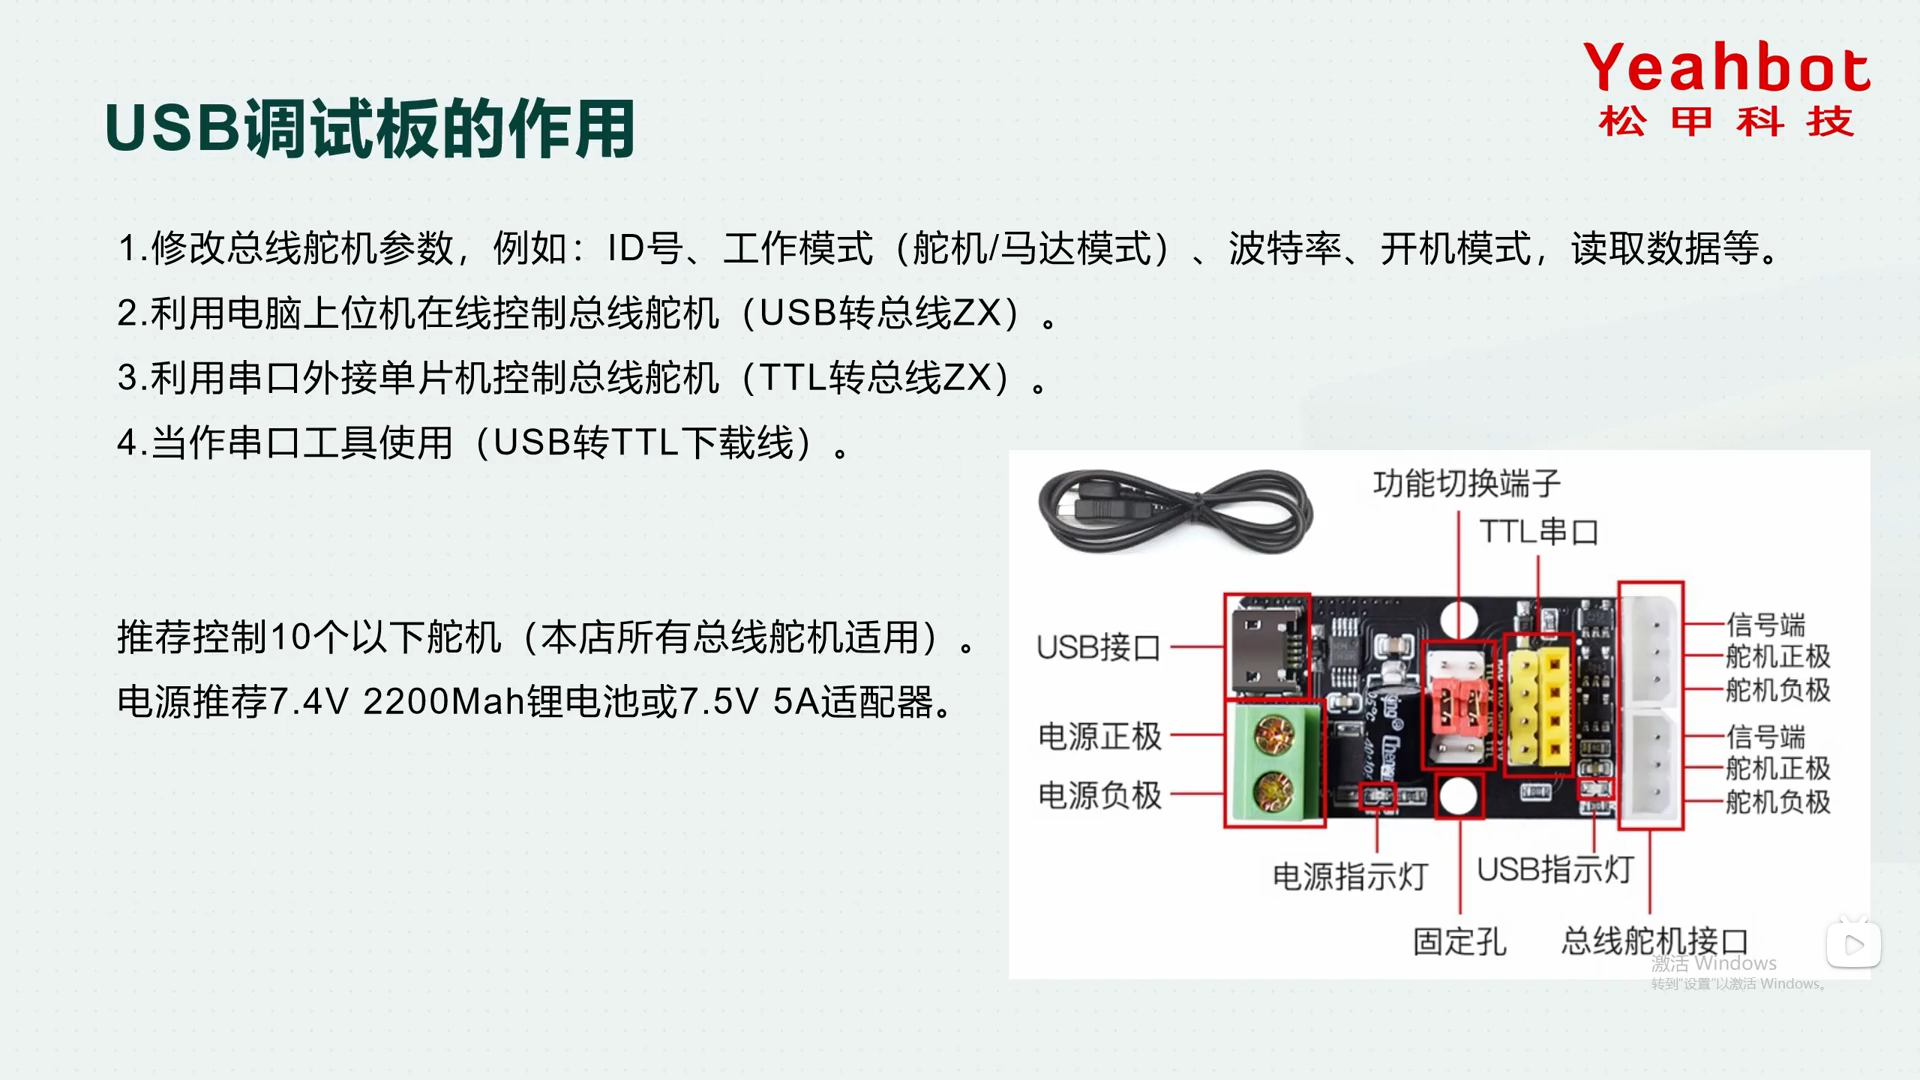 Yeahbot
松甲科技
USB调试板的作用
1.修改总线舵机参数，例如：ID号、工作模式（舵机/马达模式）、波特率、开机模式，读取数据等。
2.利用电脑上位机在线控制总线舵机（USB转总线ZX）。
3.利用串口外接单片机控制总线舵机（TTL转总线ZX）。
4.当作串口工具使用（USB转TTL下载线）。
推荐控制10个以下舵机（本店所有总线舵机适用）。
电源推荐7.4V 2200Mah锂电池或7.5V 5A适配器。
功能切换端子
TTL串口
USB接口
电源正极
电源负极
信号端
舵机正极
舵机负极
信号端
舵机正极
舵机负极
电源指示灯
USB指示灯
固定孔
总线舵机接口
激活 Windows
转到"设置"以激活 Windows。